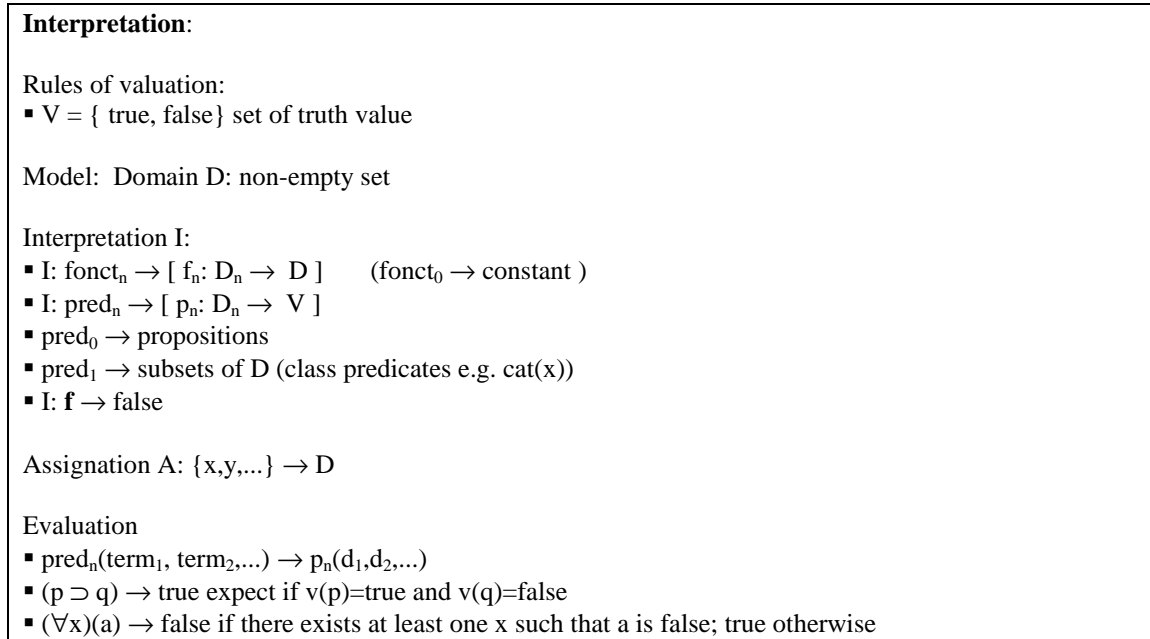 Interpretation:
Rules of valuation:
▪ V = { true, false} set of truth value
Model: Domain D: non-empty set
Interpretation I:
▪ I: fonctₙ → [ fₙ: Dₙ → D ] (fonct₀ → constant )
▪ I: predₙ → [ pₙ: Dₙ → V ]
▪ pred₀ → propositions
▪ pred₁ → subsets of D (class predicates e.g. cat(x))
▪ I: f → false
Assignation A: {x,y,...} → D
Evaluation
▪ predₙ(term₁, term₂,...) → pₙ(d₁,d₂,...)
▪ (p ⊃ q) → true expect if v(p)=true and v(q)=false
▪ (∀x)(a) → false if there exists at least one x such that a is false; true otherwise